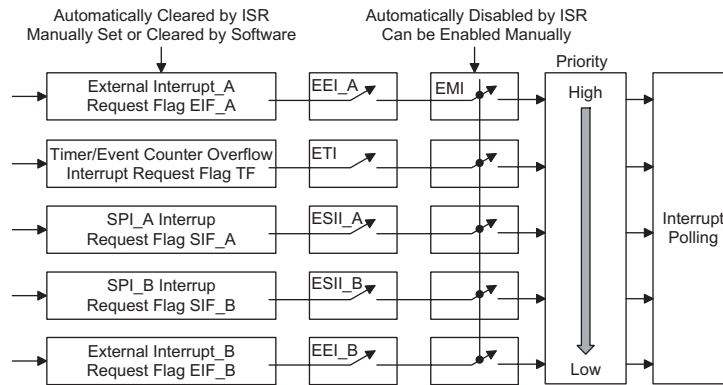 Automatically Cleared by ISR
Manually Set or Cleared by Software
Automatically Disabled by ISR
Can be Enabled Manually
Priority
External Interrupt_A
Request Flag EIF_A
EEI_A
EMI
High
Timer/Event Counter Overflow
Interrupt Request Flag TF
ETI
SPI_A Interrup
Request Flag SIF_A
ESII_A
Interrupt
Polling
SPI_B Interrup
Request Flag SIF_B
ESII_B
External Interrupt_B
Request Flag EIF_B
EEI_B
Low